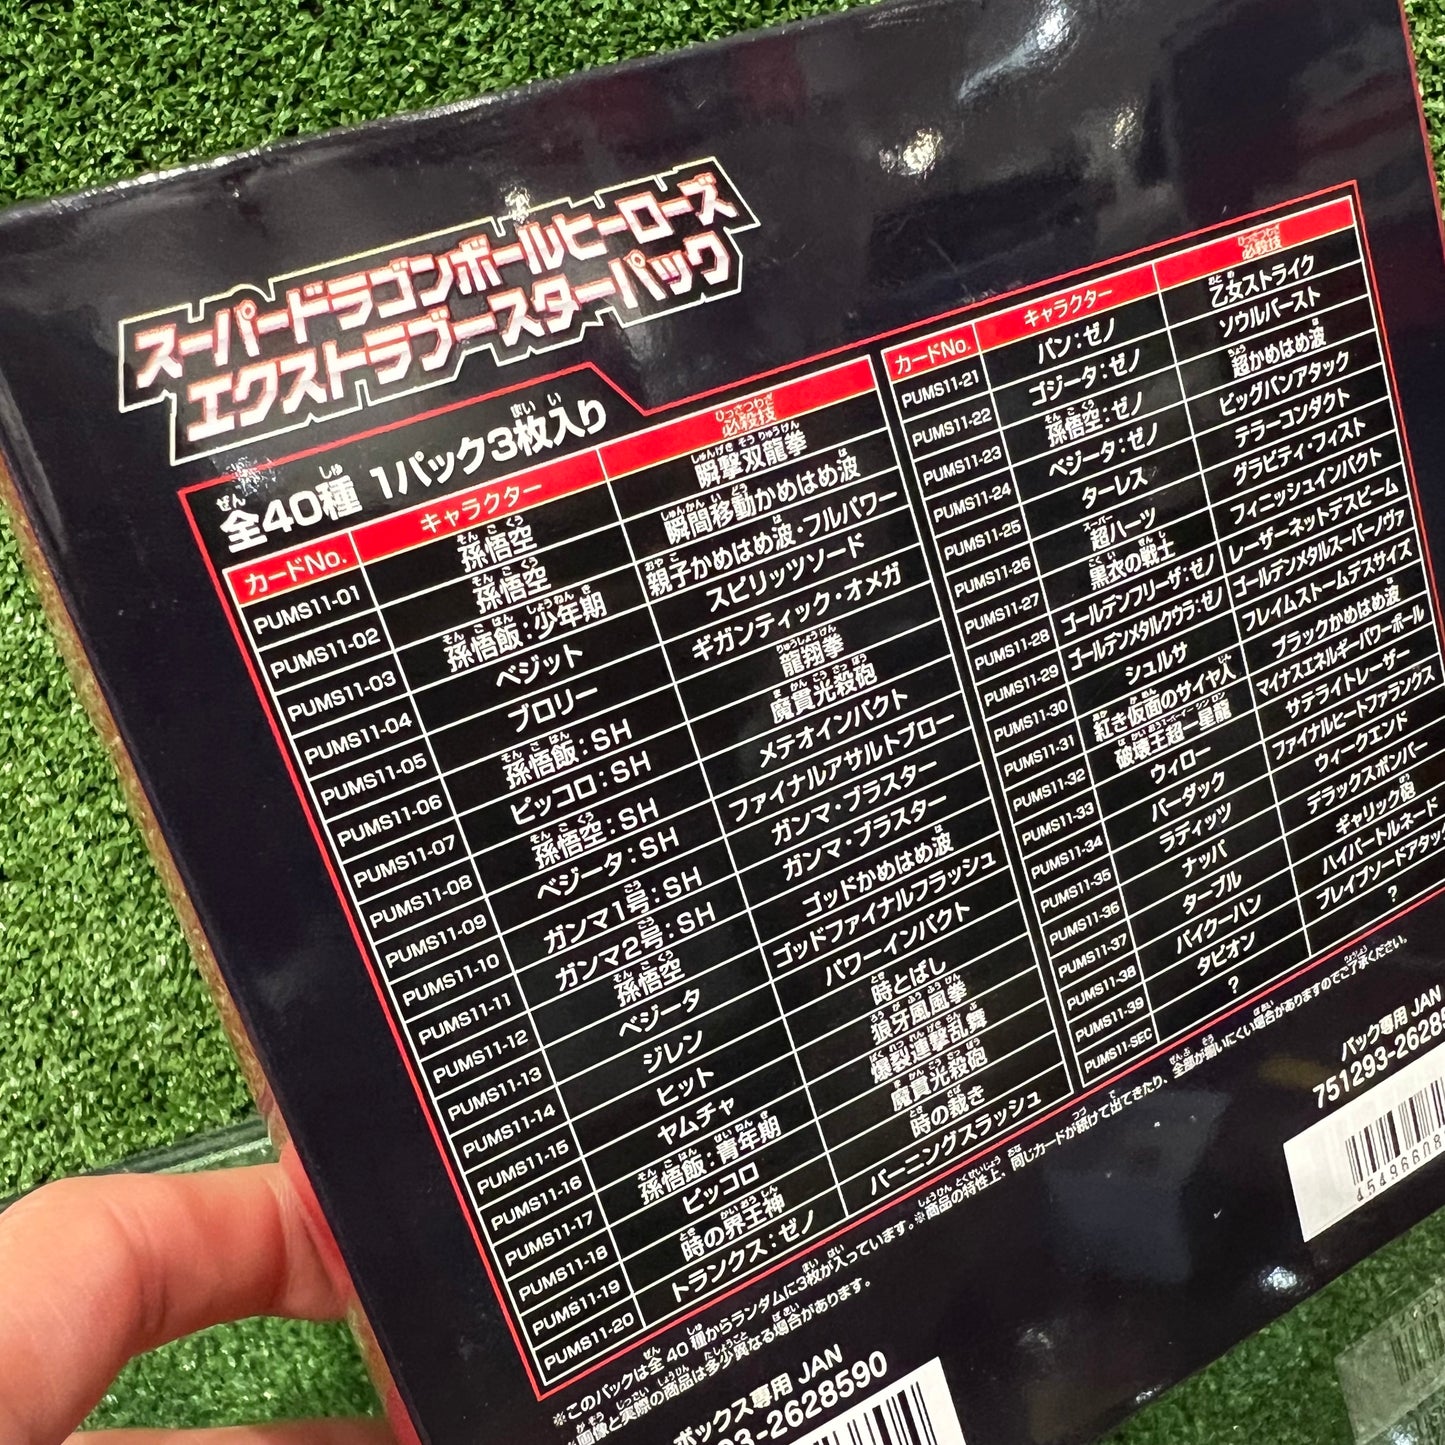 スーパードラゴンボールヒーローズ
エクストラブースターパック
全40種 1パック3枚入り
カードNo. キャラクター 必殺技
PUMS11-01 孫悟空 瞬撃双龍拳
PUMS11-02 孫悟空 瞬間移動かめはめ波
PUMS11-03 孫悟飯:少年期 親子かめはめ波・フルパワー
PUMS11-04 ベジット スピリッツソード
PUMS11-05 ブロリー ギガンティック・オメガ
PUMS11-06 孫悟飯:SH 龍翔拳
PUMS11-07 ピッコロ:SH 魔貫光殺砲
PUMS11-08 孫悟空:SH メテオインパクト
PUMS11-09 ベジータ:SH ファイナルアサルトブロー
PUMS11-10 ガンマ1号:SH ガンマ・ブラスター
PUMS11-11 ガンマ2号:SH ガンマ・ブラスター
PUMS11-12 孫悟空 ゴッドかめはめ波
PUMS11-13 ベジータ ゴッドファイナルフラッシュ
PUMS11-14 ジレン パワーインパクト
PUMS11-15 ヒット 時とばし
PUMS11-16 ヤムチャ 狼牙風風拳
PUMS11-17 孫悟飯:青年期 爆裂連撃乱舞
PUMS11-18 ピッコロ 魔貫光殺砲
PUMS11-19 時の界王神 時の裁き
PUMS11-20 トランクス:ゼノ バーニングスラッシュ
カードNo. キャラクター 必殺技
PUMS11-21 パン:ゼノ 乙女ストライク
PUMS11-22 ゴジータ:ゼノ ソウルバースト
PUMS11-23 孫悟空:ゼノ 超かめはめ波
PUMS11-24 ベジータ:ゼノ ビッグバンアタック
PUMS11-25 ターレス テラーコンダクト
PUMS11-26 超ハーツ グラビティ・フィスト
PUMS11-27 黒衣の戦士 フィニッシュインパクト
PUMS11-28 ゴールデンフリーザ:ゼノ レーザーネットデスビーム
PUMS11-29 ゴールデンメタルクウラ:ゼノ ゴールデンメタルスーパーノヴァ
PUMS11-30 シュルサ フレイムストームデスサイズ
PUMS11-31 紅き仮面のサイヤ人 ブラックかめはめ波
PUMS11-32 破壊王超一星龍 マイナスエネルギーパワーボール
PUMS11-33 ウィロー サテライトレーザー
PUMS11-34 バーダック ファイナルヒートファランクス
PUMS11-35 ラディッツ ウィークエンド
PUMS11-36 ナッパ デラックスボンバー
PUMS11-37 ターブル ギャリック砲
PUMS11-38 パイクーハン ハイパートルネード
PUMS11-39 タピオン ブレイブソードアタック
PUMS11-SEC ? ?
※このパックは全40種からランダムに3枚が入っています。※商品の特性上、同じカードが続けて出てきたり、全部が揃いにくい場合がありますのでご了承ください。
※画像と実際の商品は多少異なる場合があります。
ボックス専用 JAN
93-2628590
パック専用 JAN
751293-2628
45496608